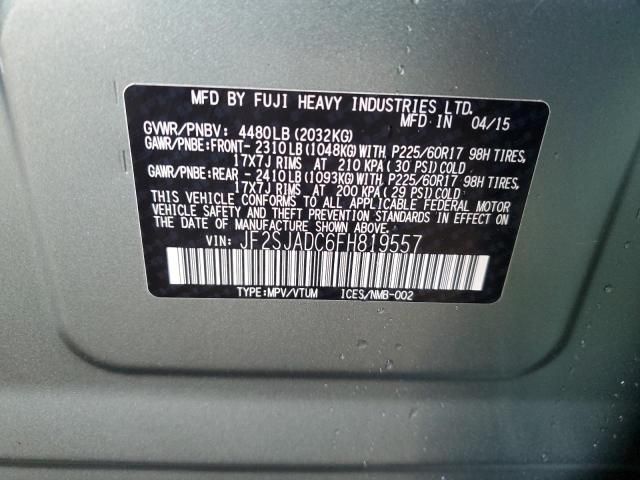 MFD BY FUJI HEAVY INDUSTRIES LTD.
MFD IN 04/15
GVWR/PNBV: 4480LB(2032KG)
GAWR/PNBE:FRONT-2310LB(1048KG)WITH P225/60R17 98H TIRES,
17X7J RIMS AT 210 KPA(30 PSI)COLD
GAWR/PNBE:REAR -2410LB(1093KG)WITH P225/60R17 98H TIRES,
17X7J RIMS AT 200 KPA(29 PSI)COLD
THIS VEHICLE CONFORMS TO ALL APPLICABLE FEDERAL MOTOR
VEHICLE SAFETY AND THEFT PREVENTION STANDARDS IN EFFECT ON
THE DATE OF MANUFACTURE SHOWN ABOVE.
VIN: JF2SJADC6FH819557
TYPE:MPV/VTUM ICES/NMB-002